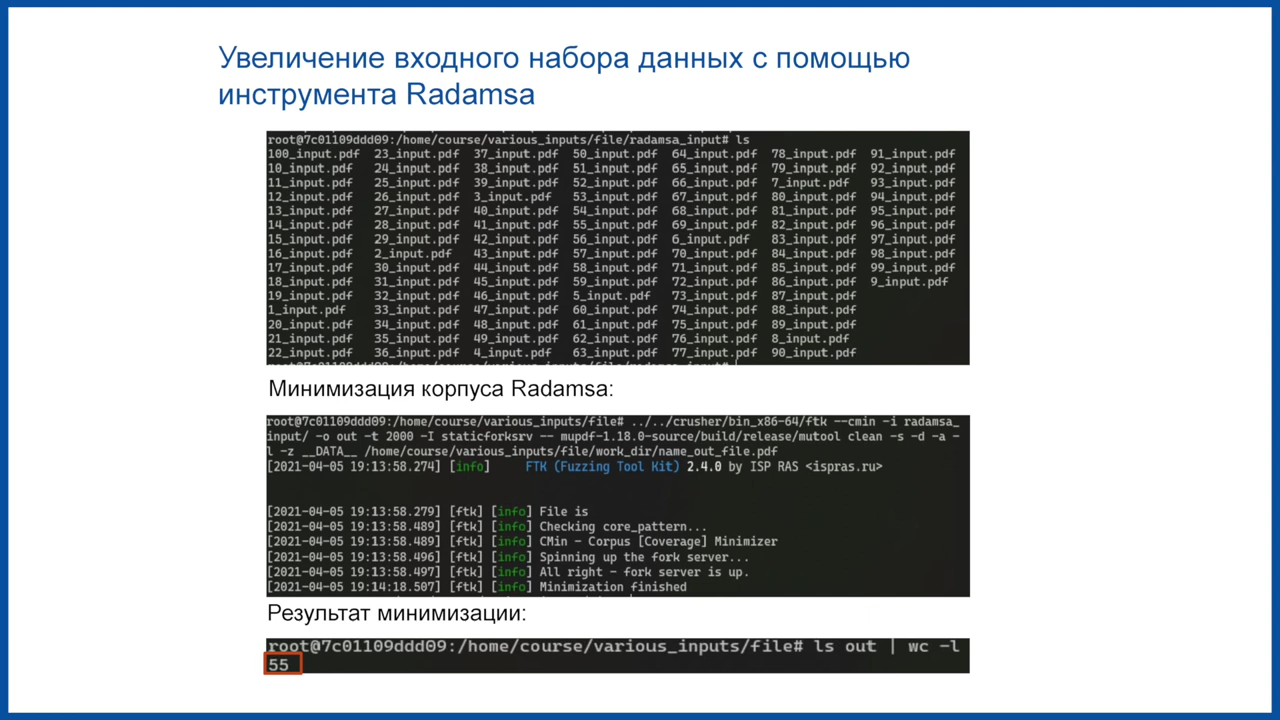 Увеличение входного набора данных с помощью
инструмента Radamsa
root@7c01109ddd09:/home/course/various_inputs/file/radamsa_input# ls
100_input.pdf 23_input.pdf 37_input.pdf 50_input.pdf 64_input.pdf 78_input.pdf 91_input.pdf
10_input.pdf 24_input.pdf 38_input.pdf 51_input.pdf 65_input.pdf 79_input.pdf 92_input.pdf
11_input.pdf 25_input.pdf 39_input.pdf 52_input.pdf 66_input.pdf 7_input.pdf 93_input.pdf
12_input.pdf 26_input.pdf 3_input.pdf 53_input.pdf 67_input.pdf 80_input.pdf 94_input.pdf
13_input.pdf 27_input.pdf 40_input.pdf 54_input.pdf 68_input.pdf 81_input.pdf 95_input.pdf
14_input.pdf 28_input.pdf 41_input.pdf 55_input.pdf 69_input.pdf 82_input.pdf 96_input.pdf
15_input.pdf 29_input.pdf 42_input.pdf 56_input.pdf 6_input.pdf 83_input.pdf 97_input.pdf
16_input.pdf 2_input.pdf 43_input.pdf 57_input.pdf 70_input.pdf 84_input.pdf 98_input.pdf
17_input.pdf 30_input.pdf 44_input.pdf 58_input.pdf 71_input.pdf 85_input.pdf 99_input.pdf
18_input.pdf 31_input.pdf 45_input.pdf 59_input.pdf 72_input.pdf 86_input.pdf 9_input.pdf
19_input.pdf 32_input.pdf 46_input.pdf 5_input.pdf 73_input.pdf 87_input.pdf
1_input.pdf 33_input.pdf 47_input.pdf 60_input.pdf 74_input.pdf 88_input.pdf
20_input.pdf 34_input.pdf 48_input.pdf 61_input.pdf 75_input.pdf 89_input.pdf
21_input.pdf 35_input.pdf 49_input.pdf 62_input.pdf 76_input.pdf 8_input.pdf
22_input.pdf 36_input.pdf 4_input.pdf 63_input.pdf 77_input.pdf 90_input.pdf
Минимизация корпуса Radamsa:
root@7c01109ddd09:/home/course/various_inputs/file# ../../crusher/bin_x86-64/ftk --cmin -i radamsa_
input/ -o out -t 2000 -I staticforksrv -- mupdf-1.18.0-source/build/release/mutool clean -s -d -a -
l -z __DATA__ /home/course/various_inputs/file/work_dir/name_out_file.pdf
[2021-04-05 19:13:58.274] [info] FTK (Fuzzing Tool Kit) 2.4.0 by ISP RAS <ispras.ru>
[2021-04-05 19:13:58.279] [ftk] [info] File is
[2021-04-05 19:13:58.489] [ftk] [info] Checking core_pattern...
[2021-04-05 19:13:58.489] [ftk] [info] CMin - Corpus [Coverage] Minimizer
[2021-04-05 19:13:58.496] [ftk] [info] Spinning up the fork server...
[2021-04-05 19:13:58.497] [ftk] [info] All right - fork server is up.
[2021-04-05 19:14:18.507] [ftk] [info] Minimization finished
Результат минимизации:
root@7c01109ddd09:/home/course/various_inputs/file# ls out | wc -l
55